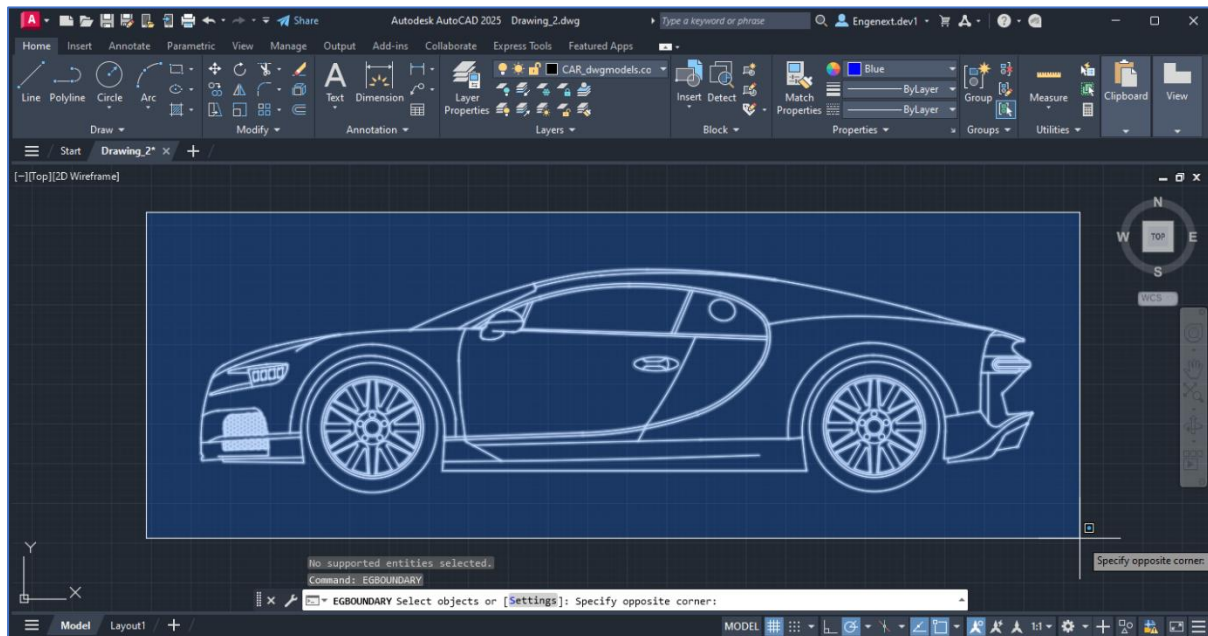 A Share Autodesk AutoCAD 2025 Drawing_2.dwg Type a keyword or phrase Engenext.dev1
Home Insert Annotate Parametric View Manage Output Add-ins Collaborate Express Tools Featured Apps
Line Polyline Circle Arc Text Dimension Layer Properties CAR_dwgmodels.co Insert Detect Match Properties Blue ByLayer ByLayer Group Measure Clipboard View
Draw Modify Annotation Layers Block Properties Groups Utilities
Start Drawing_2*
[-][Top][2D Wireframe]
N
W TOP E
S
WCS
Y
X
No supported entities selected.
Command: EGBOUNDARY
Specify opposite corner:
EGBOUNDARY Select objects or [Settings]: Specify opposite corner:
Model Layout1 MODEL 1:1